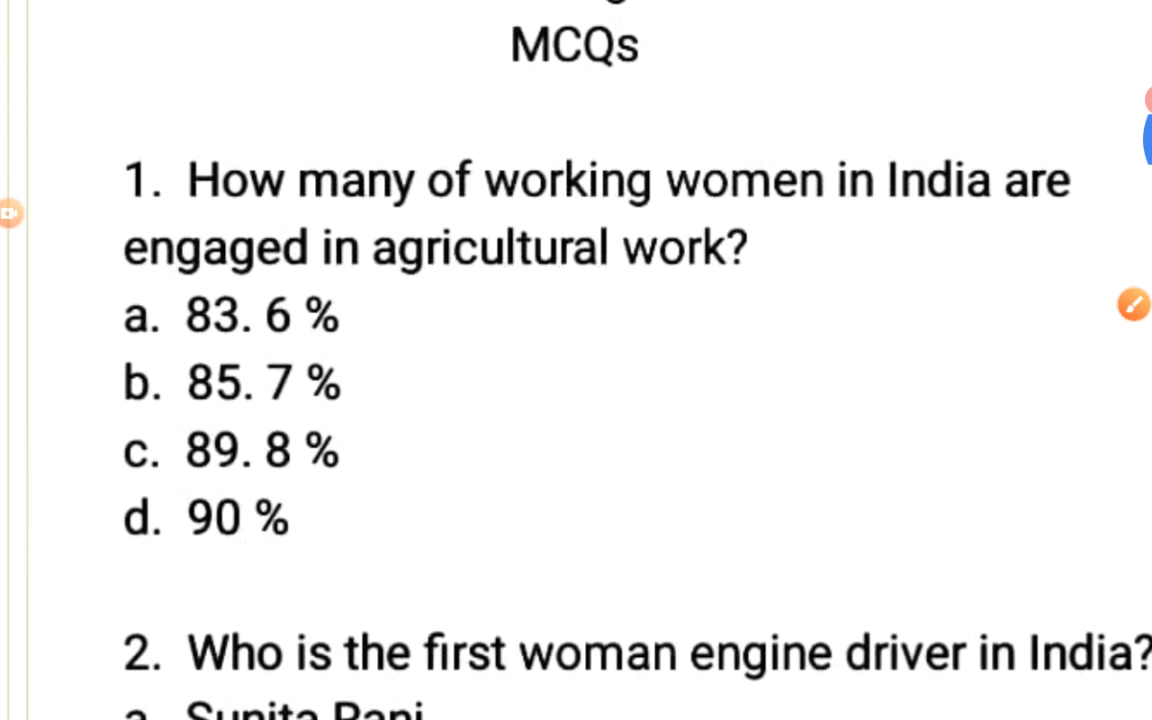 MCQs
1. How many of working women in India are
engaged in agricultural work?
a. 83. 6 %
b. 85. 7 %
c. 89. 8 %
d. 90 %
2. Who is the first woman engine driver in India?
a. Sunita Rani